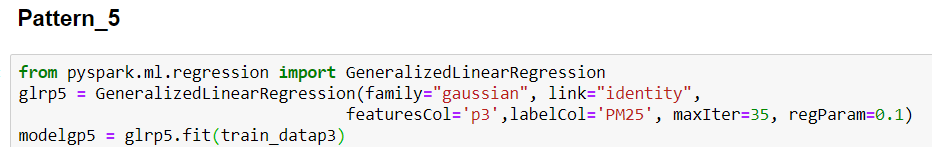 Pattern_5
from pyspark.ml.regression import GeneralizedLinearRegression
glrp5 = GeneralizedLinearRegression(family="gaussian", link="identity",
featuresCol='p3',labelCol='PM25', maxIter=35, regParam=0.1)
modelgp5 = glrp5.fit(train_datap3)